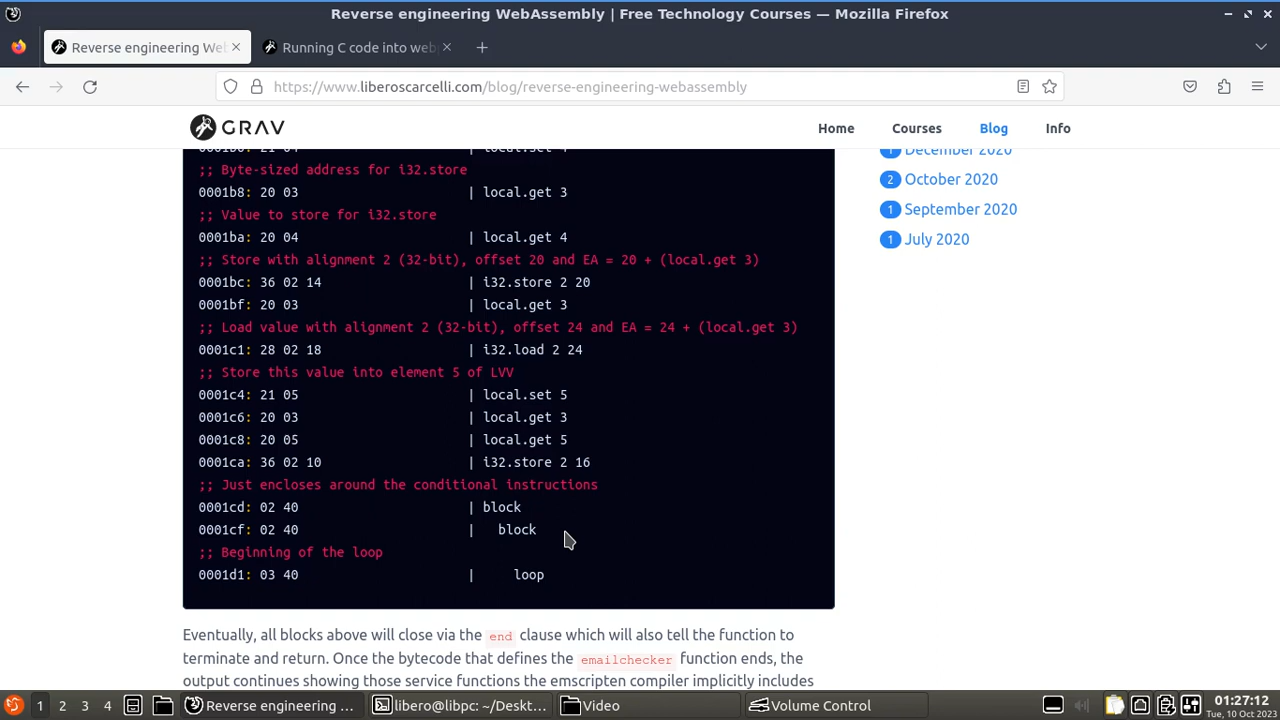 Reverse engineering WebAssembly | Free Technology Courses — Mozilla Firefox
Reverse engineering We
Running C code into web
https://www.liberoscarcelli.com/blog/reverse-engineering-webassembly
GRAV
Home Courses Blog Info
1 December 2020
2 October 2020
1 September 2020
1 July 2020
;; Byte-sized address for i32.store
0001b8: 20 03 | local.get 3
;; Value to store for i32.store
0001ba: 20 04 | local.get 4
;; Store with alignment 2 (32-bit), offset 20 and EA = 20 + (local.get 3)
0001bc: 36 02 14 | i32.store 2 20
0001bf: 20 03 | local.get 3
;; Load value with alignment 2 (32-bit), offset 24 and EA = 24 + (local.get 3)
0001c1: 28 02 18 | i32.load 2 24
;; Store this value into element 5 of LVV
0001c4: 21 05 | local.set 5
0001c6: 20 03 | local.get 3
0001c8: 20 05 | local.get 5
0001ca: 36 02 10 | i32.store 2 16
;; Just encloses around the conditional instructions
0001cd: 02 40 | block
0001cf: 02 40 | block
;; Beginning of the loop
0001d1: 03 40 | loop
Eventually, all blocks above will close via the end clause which will also tell the function to
terminate and return. Once the bytecode that defines the emailchecker function ends, the
output continues showing those service functions the emscripten compiler implicitly includes
1 2 3 4 Reverse engineering ... libero@libpc: ~/Deskt... Video Volume Control
01:27:12
Tue, 10 Oct 2023